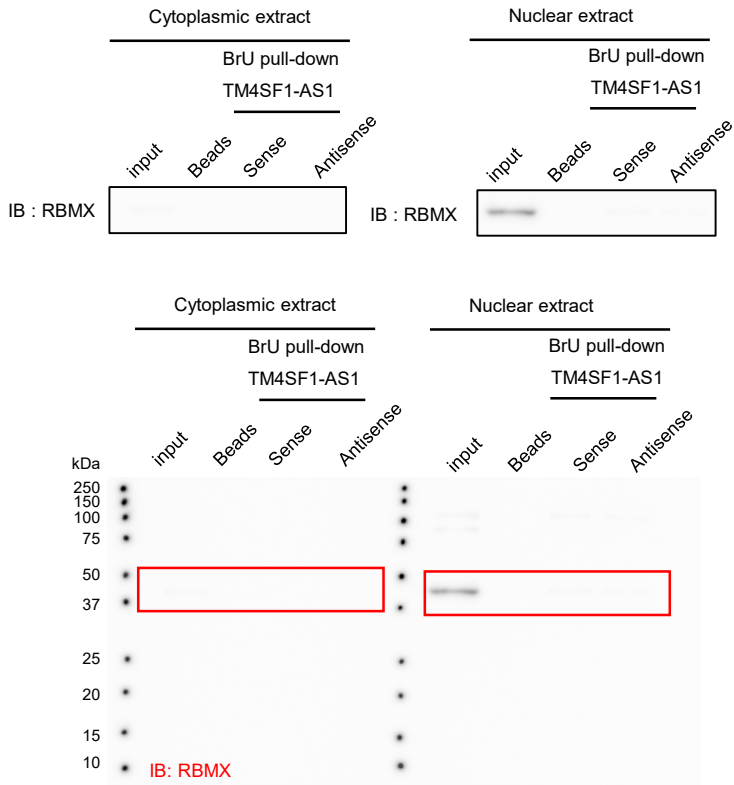 Cytoplasmic extract
Nuclear extract
BrU pull-down
TM4SF1-AS1
BrU pull-down
TM4SF1-AS1
input
Beads
Sense
Antisense
input
Beads
Sense
Antisense
IB : RBMX
IB : RBMX
Cytoplasmic extract
Nuclear extract
BrU pull-down
TM4SF1-AS1
BrU pull-down
TM4SF1-AS1
input
Beads
Sense
Antisense
input
Beads
Sense
Antisense
kDa
250
150
100
75
50
37
25
20
15
10
IB: RBMX